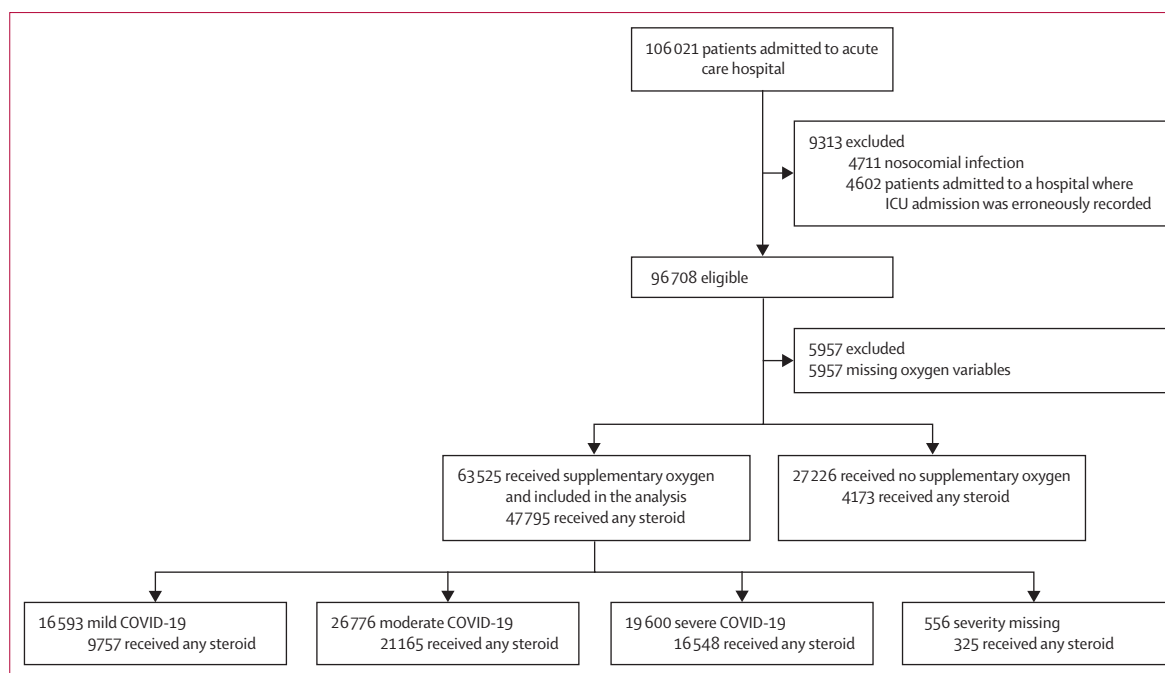 106 021 patients admitted to acute
care hospital
9313 excluded
4711 nosocomial infection
4602 patients admitted to a hospital where
ICU admission was erroneously recorded
96 708 eligible
5957 excluded
5957 missing oxygen variables
63 525 received supplementary oxygen
and included in the analysis
47 795 received any steroid
27 226 received no supplementary oxygen
4173 received any steroid
16 593 mild COVID-19
9757 received any steroid
26 776 moderate COVID-19
21 165 received any steroid
19 600 severe COVID-19
16 548 received any steroid
556 severity missing
325 received any steroid